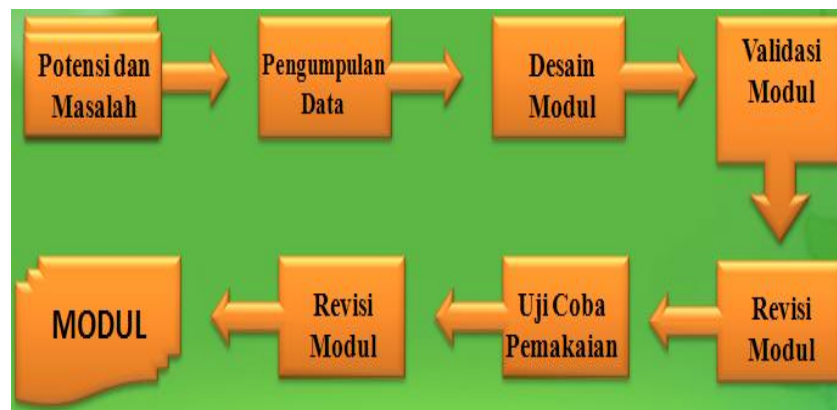 Potensi dan
Masalah
Pengumpulan
Data
Desain
Modul
Validasi
Modul
Revisi
Modul
Uji Coba
Pemakaian
Revisi
Modul
MODUL